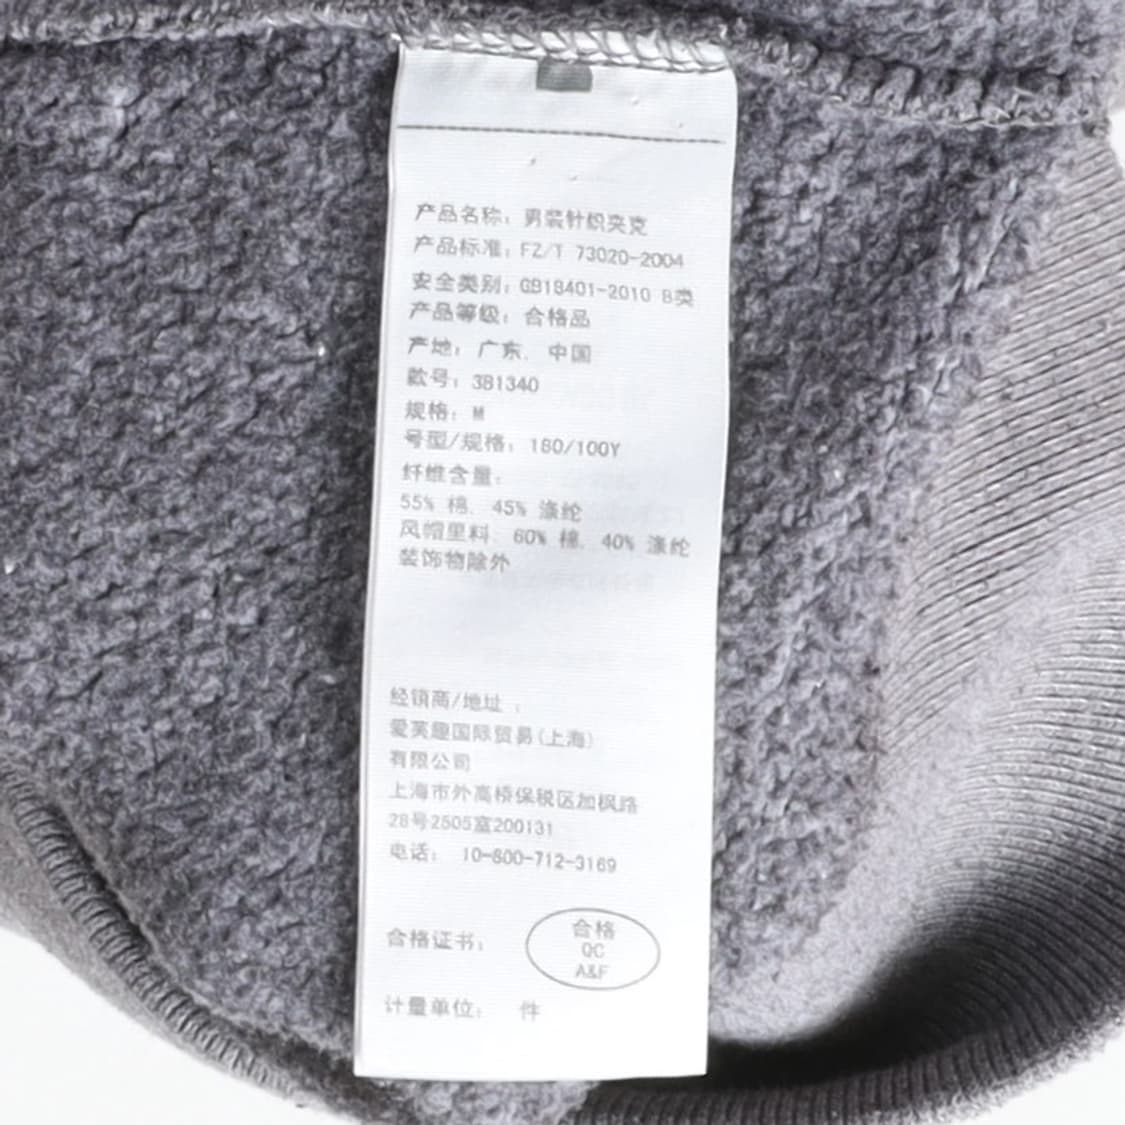 产品名称：男装针织夹克
产品标准：FZ/T 73020-2004
安全类别：GB18401-2010 B类
产品等级：合格品
产地：广东，中国
款号：381340
规格：M
号型/规格：180/100Y
纤维含量：
55% 棉，45% 涤纶
风帽里料：60% 棉，40% 涤纶
装饰物除外
经销商/地址：
爱芙趣国际贸易(上海)
有限公司
上海市外高桥保税区加枫路
28号2505室200131
电话： 10-800-712-3169
合格证书：
合格
QC
A&F
计量单位： 件